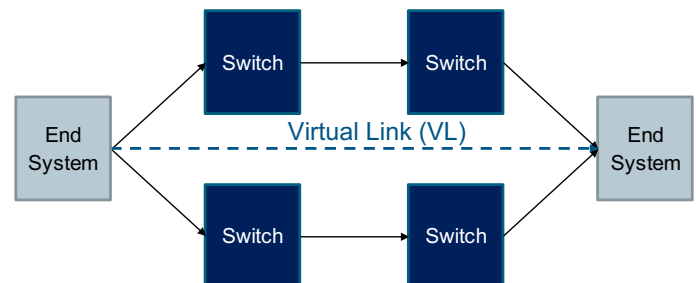 Switch
Switch
End
System
Virtual Link (VL)
End
System
Switch
Switch